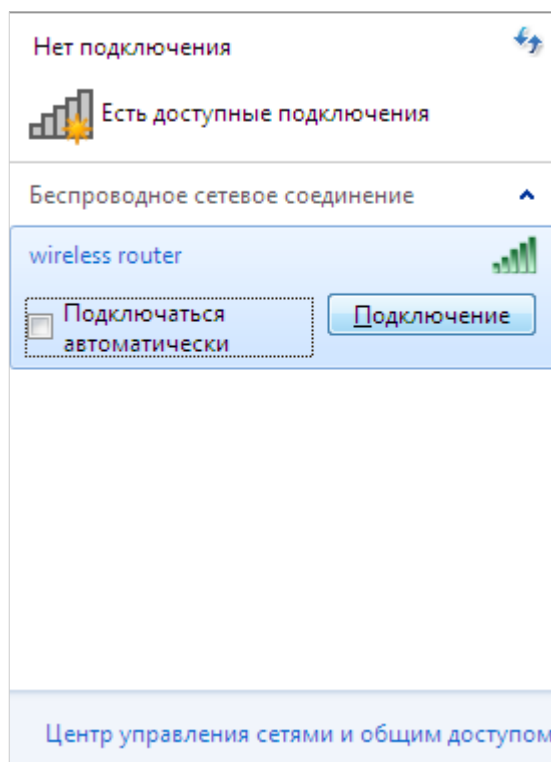 Нет подключения
Есть доступные подключения
Беспроводное сетевое соединение
wireless router
Подключаться
автоматически
Подключение
Центр управления сетями и общим доступом